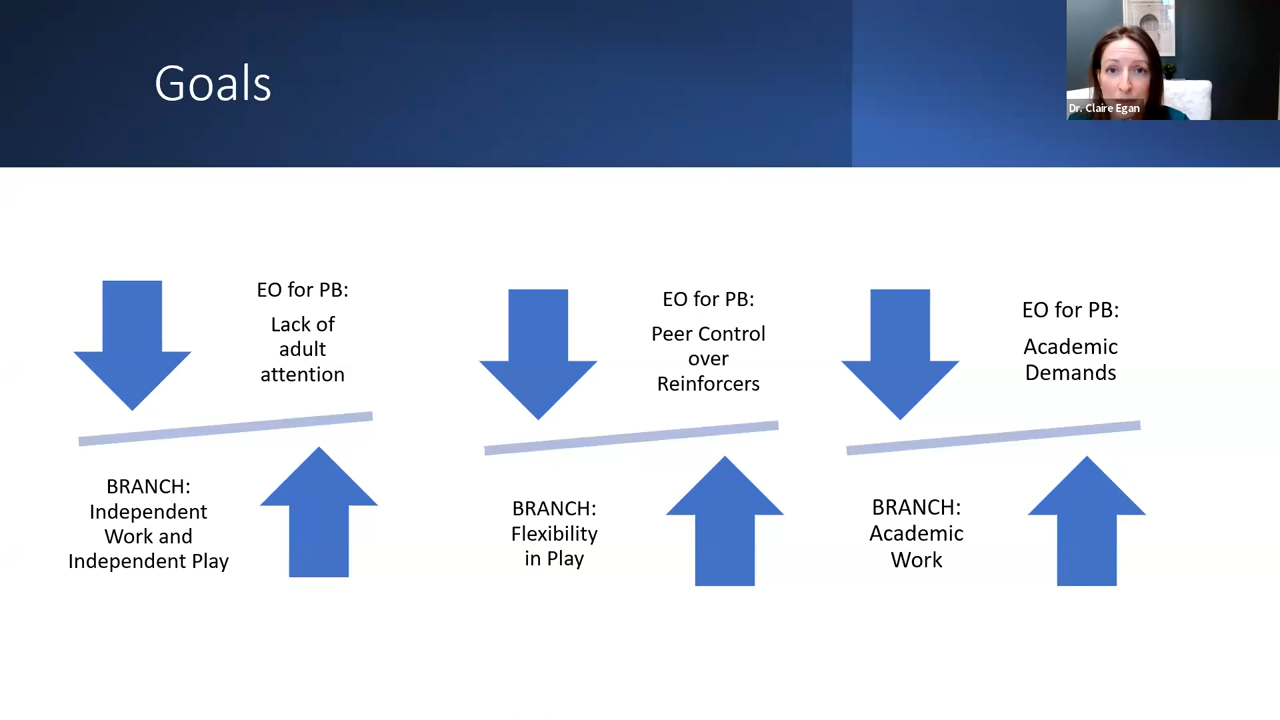 Goals
Dr. Claire Egan
EO for PB:
Lack of
adult
attention
BRANCH:
Independent
Work and
Independent Play
EO for PB:
Peer Control
over
Reinforcers
BRANCH:
Flexibility
in Play
EO for PB:
Academic
Demands
BRANCH:
Academic
Work